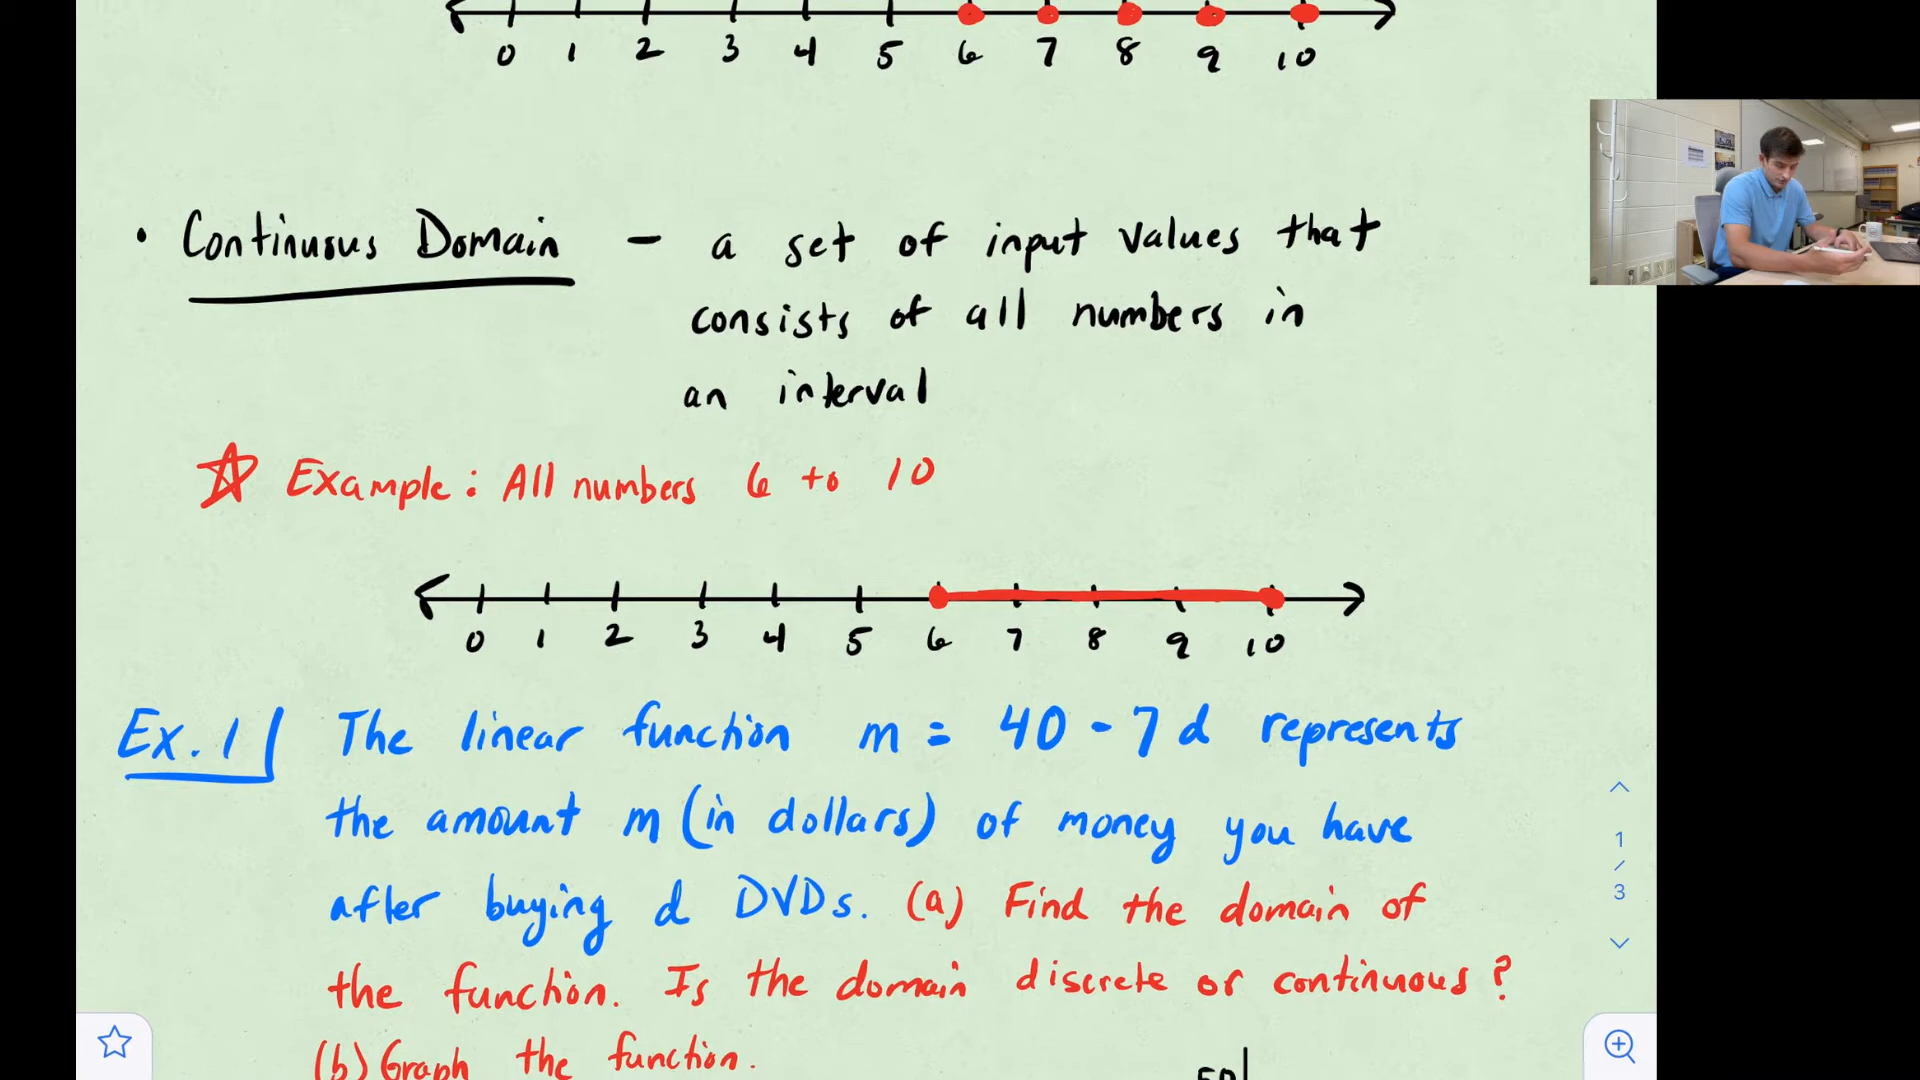 0 1 2 3 4 5 6 7 8 9 10
• Continuous Domain – a set of input values that
consists of all numbers in
an interval
Example: All numbers 6 to 10
0 1 2 3 4 5 6 7 8 9 10
Ex. 1 The linear function m = 40 - 7d represents
the amount m (in dollars) of money you have
after buying d DVDs. (a) Find the domain of
the function. Is the domain discrete or continuous?
(b) Graph the function.
50
1
/
3